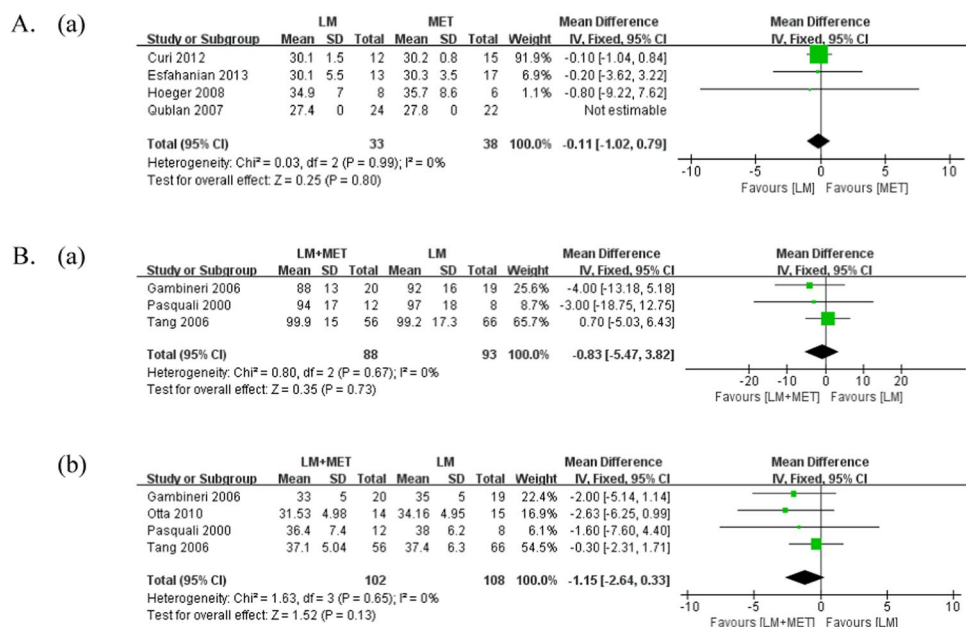 A. (a)
LM MET Mean Difference Mean Difference
Study or Subgroup Mean SD Total Mean SD Total Weight IV, Fixed, 95% CI IV, Fixed, 95% CI
Curi 2012 30.1 1.5 12 30.2 0.8 15 91.9% -0.10 [-1.04, 0.84]
Esfahanian 2013 30.1 5.5 13 30.3 3.5 17 6.9% -0.20 [-3.62, 3.22]
Hoeger 2008 34.9 7 8 35.7 8.6 6 1.1% -0.80 [-9.22, 7.62]
Qublan 2007 27.4 0 24 27.8 0 22 Not estimable
Total (95% CI) 33 38 100.0% -0.11 [-1.02, 0.79]
Heterogeneity: Chi² = 0.03, df = 2 (P = 0.99); I² = 0%
Test for overall effect: Z = 0.25 (P = 0.80)
-10 -5 0 5 10
Favours [LM] Favours [MET]
B. (a)
LM+MET LM Mean Difference Mean Difference
Study or Subgroup Mean SD Total Mean SD Total Weight IV, Fixed, 95% CI IV, Fixed, 95% CI
Gambineri 2006 88 13 20 92 16 19 25.6% -4.00 [-13.18, 5.18]
Pasquali 2000 94 17 12 97 18 8 8.7% -3.00 [-18.75, 12.75]
Tang 2006 99.9 15 56 99.2 17.3 66 65.7% 0.70 [-5.03, 6.43]
Total (95% CI) 88 93 100.0% -0.83 [-5.47, 3.82]
Heterogeneity: Chi² = 0.80, df = 2 (P = 0.67); I² = 0%
Test for overall effect: Z = 0.35 (P = 0.73)
-20 -10 0 10 20
Favours [LM+MET] Favours [LM]
(b)
LM+MET LM Mean Difference Mean Difference
Study or Subgroup Mean SD Total Mean SD Total Weight IV, Fixed, 95% CI IV, Fixed, 95% CI
Gambineri 2006 33 5 20 35 5 19 22.4% -2.00 [-5.14, 1.14]
Otta 2010 31.53 4.98 14 34.16 4.95 15 16.9% -2.63 [-6.25, 0.99]
Pasquali 2000 36.4 7.4 12 38 6.2 8 6.1% -1.60 [-7.60, 4.40]
Tang 2006 37.1 5.04 56 37.4 6.3 66 54.5% -0.30 [-2.31, 1.71]
Total (95% CI) 102 108 100.0% -1.15 [-2.64, 0.33]
Heterogeneity: Chi² = 1.63, df = 3 (P = 0.65); I² = 0%
Test for overall effect: Z = 1.52 (P = 0.13)
-10 -5 0 5 10
Favours [LM+MET] Favours [LM]